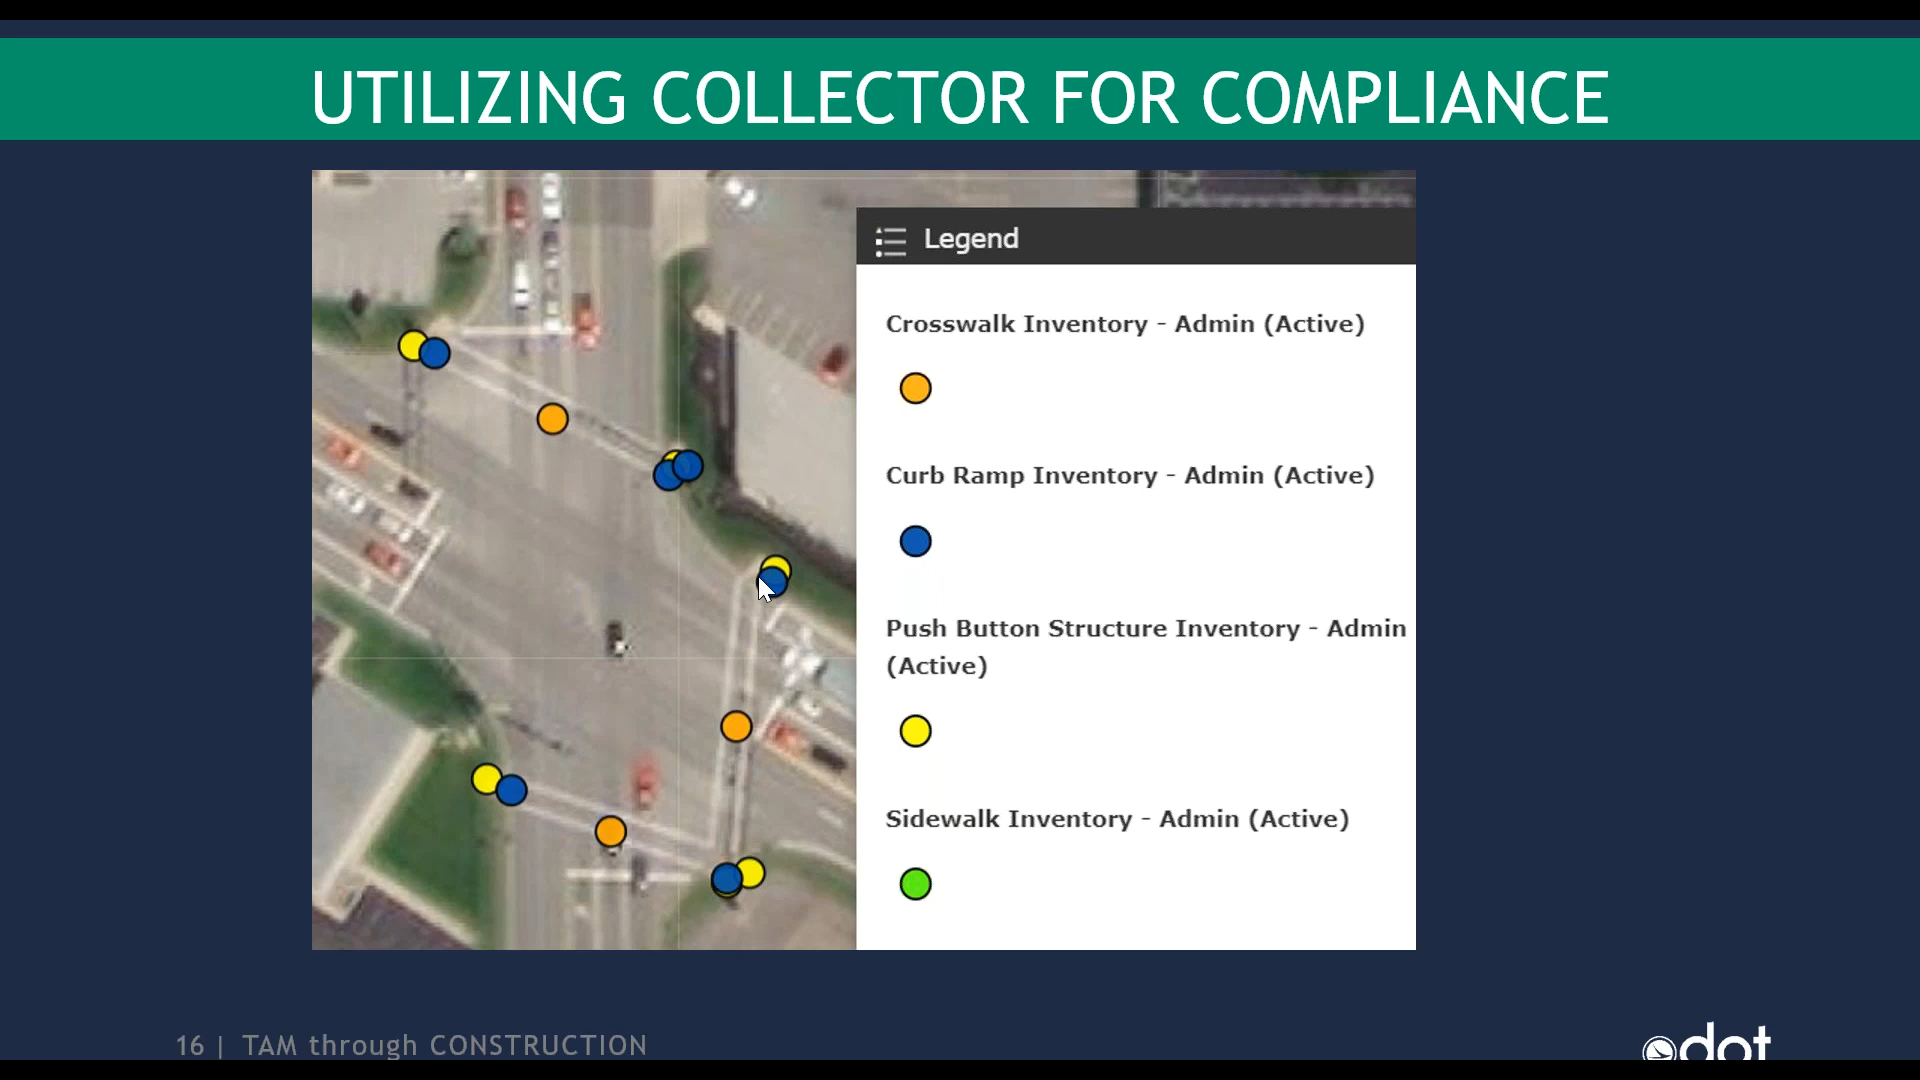 UTILIZING COLLECTOR FOR COMPLIANCE
Legend
Crosswalk Inventory - Admin (Active)
Curb Ramp Inventory - Admin (Active)
Push Button Structure Inventory - Admin
(Active)
Sidewalk Inventory - Admin (Active)
16 | TAM through CONSTRUCTION
odot